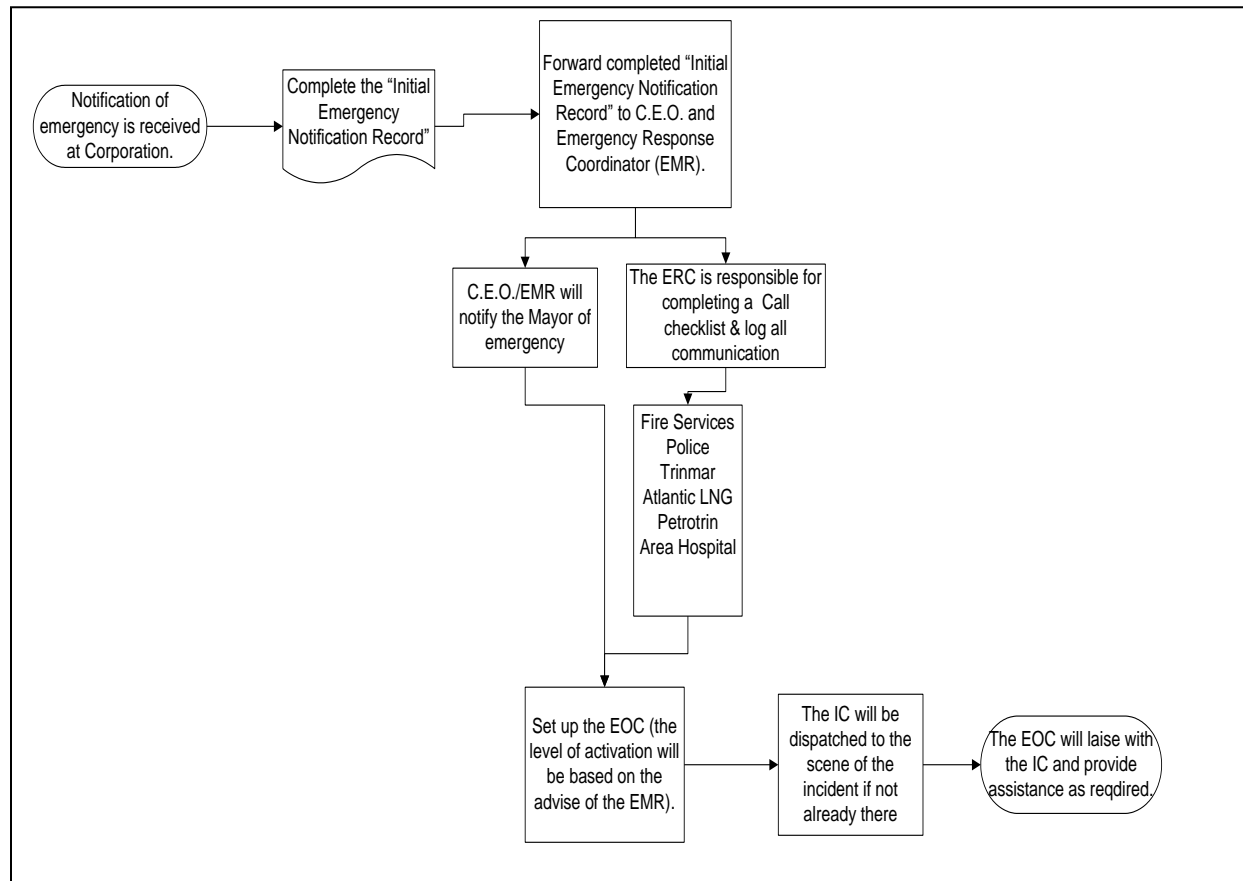 Notification of
emergency is received
at Corporation.
Complete the “Initial
Emergency
Notification Record”
Forward completed “Initial
Emergency Notification
Record” to C.E.O. and
Emergency Response
Coordinator (EMR).
C.E.O./EMR will
notify the Mayor of
emergency
The ERC is responsible for
completing a Call
checklist & log all
communication
Fire Services
Police
Trinmar
Atlantic LNG
Petrotrin
Area Hospital
Set up the EOC (the
level of activation will
be based on the
advise of the EMR).
The IC will be
dispatched to the
scene of the
incident if not
already there
The EOC will laise with
the IC and provide
assistance as reqdired.